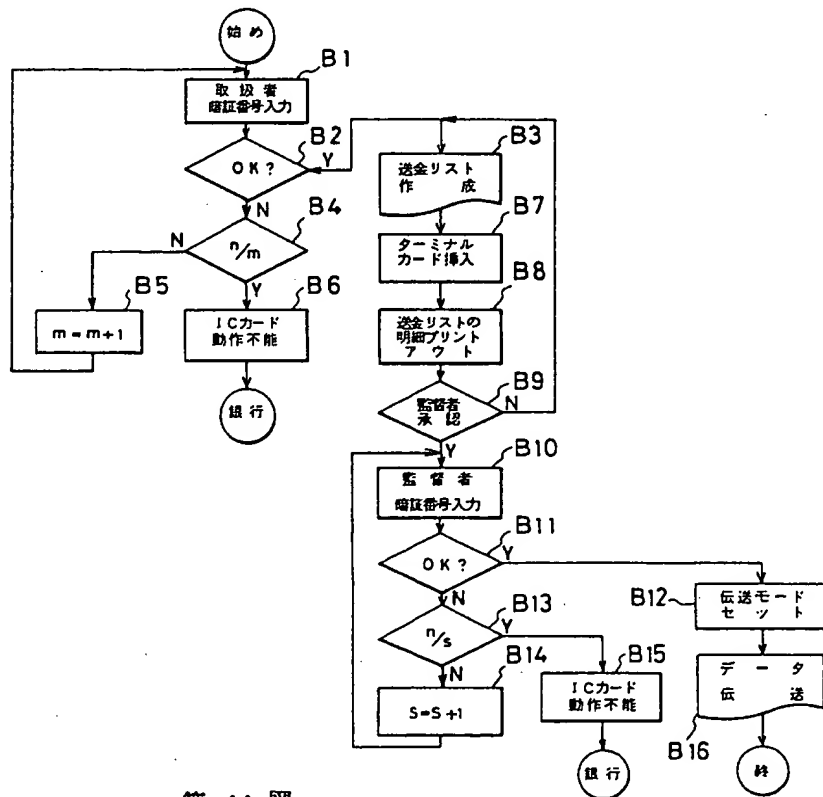 始め
B1
取扱者
暗証番号入力
B2
OK?
Y
N
B3
送金リスト
作成
B4
n/m
N
Y
B5
m=m+1
B6
ICカード
動作不能
銀行
B7
ターミナル
カード挿入
B8
送金リストの
明細プリント
アウト
B9
監督者
承認
N
Y
B10
監督者
暗証番号入力
B11
OK?
Y
N
B12
伝送モード
セット
B13
n/s
Y
N
B14
S=S+1
B15
ICカード
動作不能
銀行
データ
伝送
B16
終